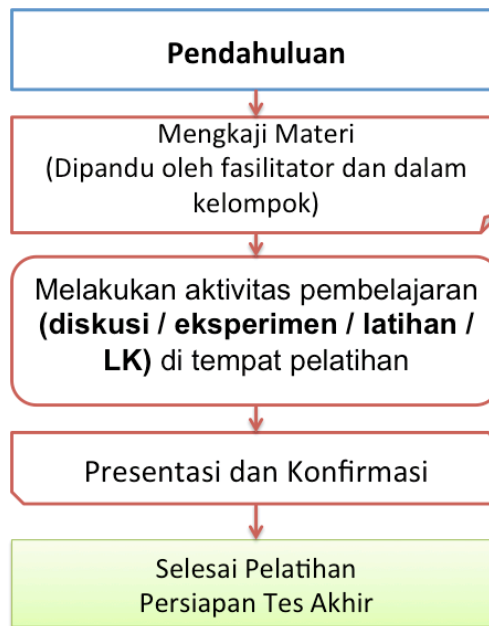 Pendahuluan
Mengkaji Materi
(Dipandu oleh fasilitator dan dalam
kelompok)
Melakukan aktivitas pembelajaran
(diskusi / eksperimen / latihan /
LK) di tempat pelatihan
Presentasi dan Konfirmasi
Selesai Pelatihan
Persiapan Tes Akhir